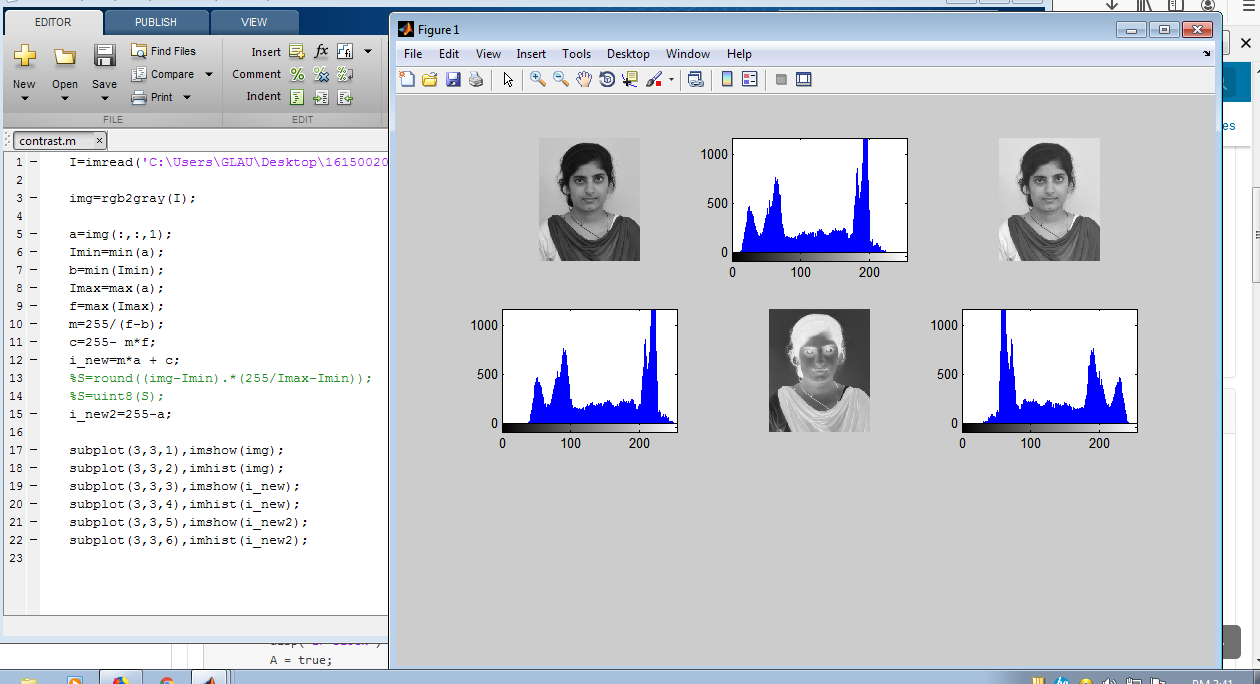 EDITOR PUBLISH VIEW
New Open Save
Find Files
Compare
Print
FILE
Insert fx
Comment
Indent
EDIT
contrast.m ×
1 – I=imread('C:\Users\GLAU\Desktop\16150020
2
3 – img=rgb2gray(I);
4
5 – a=img(:,:,1);
6 – Imin=min(a);
7 – b=min(Imin);
8 – Imax=max(a);
9 – f=max(Imax);
10 – m=255/(f-b);
11 – c=255- m*f;
12 – i_new=m*a + c;
13 %S=round((img-Imin).*(255/Imax-Imin));
14 %S=uint8(S);
15 – i_new2=255-a;
16
17 – subplot(3,3,1),imshow(img);
18 – subplot(3,3,2),imhist(img);
19 – subplot(3,3,3),imshow(i_new);
20 – subplot(3,3,4),imhist(i_new);
21 – subplot(3,3,5),imshow(i_new2);
22 – subplot(3,3,6),imhist(i_new2);
23
A = true;
Figure 1
File Edit View Insert Tools Desktop Window Help
1000
500
0
0 100 200
1000
500
0
0 100 200
1000
500
0
0 100 200
es